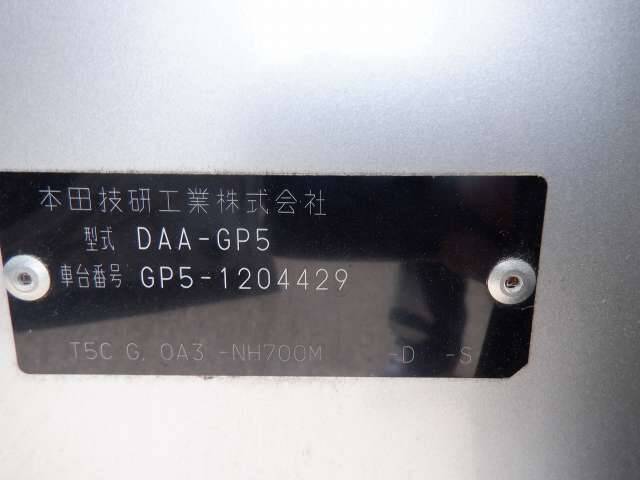 本田技研工業株式会社
型式 DAA-GP5
車台番号 GP5-1204429
T5C G. 0A3 -NH700M -D -S